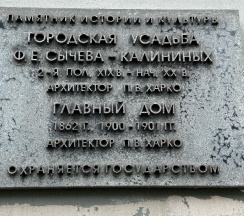 ПАМЯТНИК ИСТОРИИ И КУЛЬТУРЫ
ГОРОДСКАЯ УСАДЬБА
Ф.Е. СЫЧЕВА - КАЛИНИНЫХ
2-Я ПОЛ. XIX В. - НАЧ. XX В.
АРХИТЕКТОР П.В. ХАРКО
ГЛАВНЫЙ ДОМ
1862 Г., 1900 - 1901 ГГ.
АРХИТЕКТОР П.В. ХАРКО
ОХРАНЯЕТСЯ ГОСУДАРСТВОМ